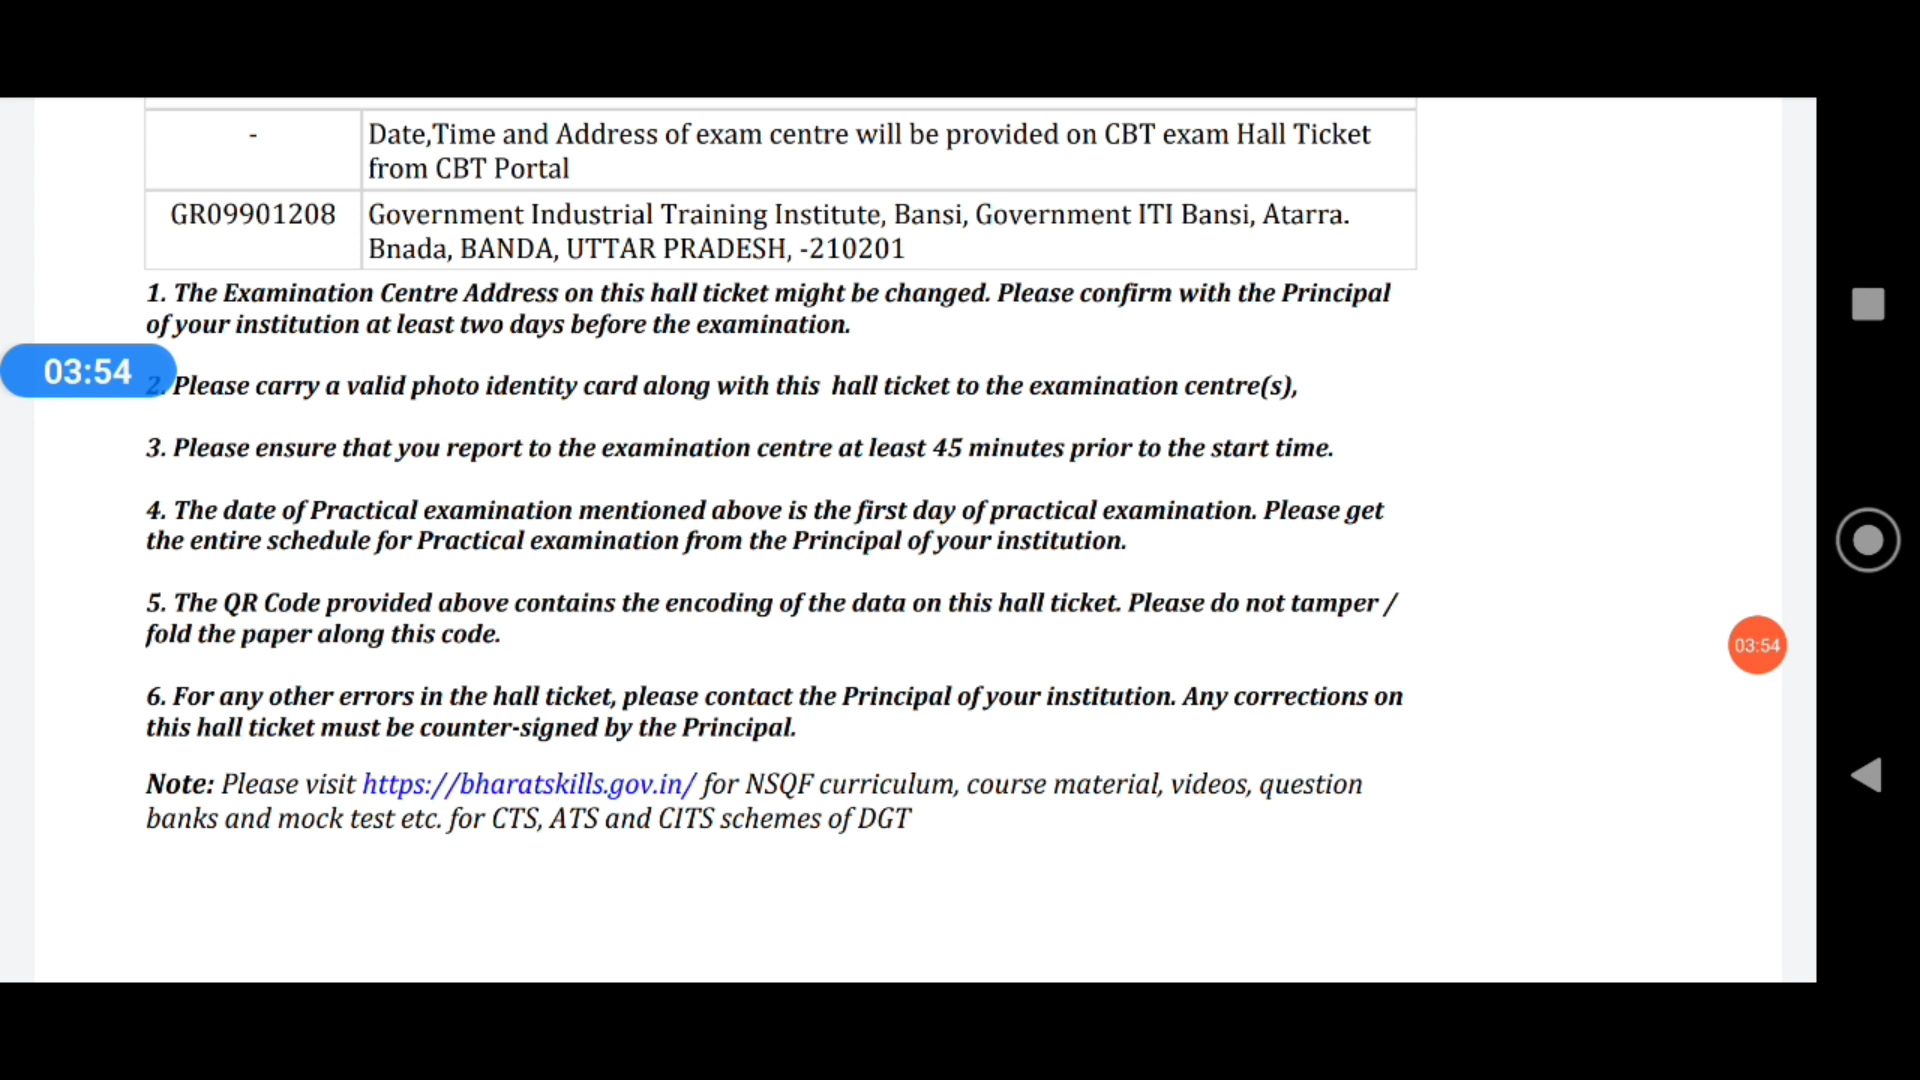 -
Date,Time and Address of exam centre will be provided on CBT exam Hall Ticket
from CBT Portal
GR09901208
Government Industrial Training Institute, Bansi, Government ITI Bansi, Atarra.
Bnada, BANDA, UTTAR PRADESH, -210201
1. The Examination Centre Address on this hall ticket might be changed. Please confirm with the Principal
of your institution at least two days before the examination.
03:54
2. Please carry a valid photo identity card along with this hall ticket to the examination centre(s),
3. Please ensure that you report to the examination centre at least 45 minutes prior to the start time.
4. The date of Practical examination mentioned above is the first day of practical examination. Please get
the entire schedule for Practical examination from the Principal of your institution.
5. The QR Code provided above contains the encoding of the data on this hall ticket. Please do not tamper /
fold the paper along this code.
03:54
6. For any other errors in the hall ticket, please contact the Principal of your institution. Any corrections on
this hall ticket must be counter-signed by the Principal.
Note: Please visit https://bharatskills.gov.in/ for NSQF curriculum, course material, videos, question
banks and mock test etc. for CTS, ATS and CITS schemes of DGT